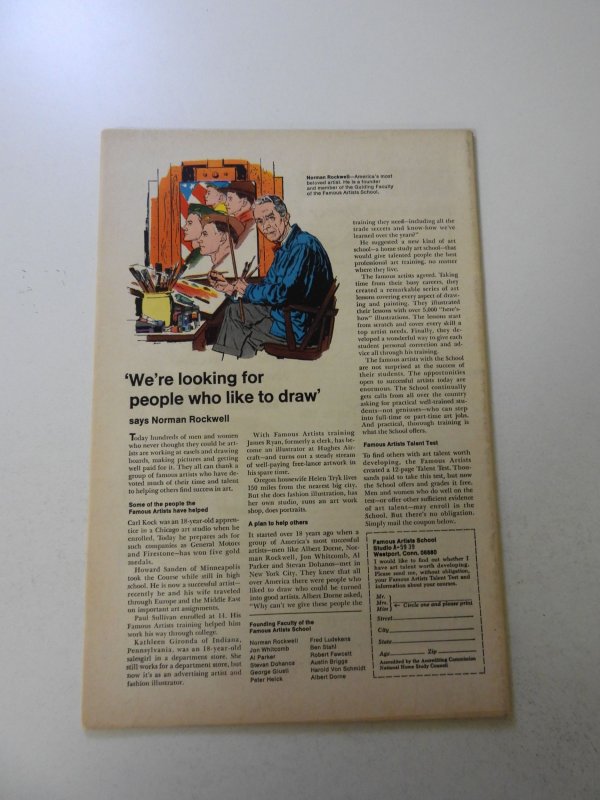 Norman Rockwell—America's most
beloved artist. He is a founder
and member of the Guiding Faculty
of the Famous Artists School.
'We're looking for
people who like to draw'
says Norman Rockwell
Today hundreds of men and women
who never thought they could be art-
ists are working at easels and drawing
boards, making pictures and getting
well paid for it. They all can thank a
group of famous artists who have de-
voted much of their time and talent
to helping others find success in art.
Some of the people the
Famous Artists have helped
Carl Kock was an 18-year-old appren-
tice in a Chicago art studio when he
enrolled. Today he prepares ads for
such companies as General Motors
and Firestone—has won five gold
medals.
Howard Sanden of Minneapolis
took the Course while still in high
school. He is now a successful artist—
recently he and his wife traveled
through Europe and the Middle East
on important art assignments.
Paul Sullivan enrolled at 14. His
Famous Artists training helped him
work his way through college.
Kathleen Gironda of Indiana,
Pennsylvania, was an 18-year-old
salesgirl in a department store. She
still works for a department store, but
now it's as an advertising artist and
fashion illustrator.
With Famous Artists training
James Ryan, formerly a clerk, has be-
come an illustrator at Hughes Air-
craft—and turns out a steady stream
of well-paying free-lance artwork in
his spare time.
Oregon housewife Helen Tryk lives
150 miles from the nearest big city.
But she does fashion illustration, has
her own studio, runs an art work
shop, does portraits.
A plan to help others
It started over 18 years ago when a
group of America's most successful
artists—men like Albert Dorne, Nor-
man Rockwell, Jon Whitcomb, Al
Parker and Stevan Dohanos—met in
New York City. They knew that all
over America there were people who
liked to draw who could be turned
into good artists. Albert Dorne asked,
"Why can't we give these people the
Founding Faculty of the
Famous Artists School
Norman Rockwell
Jon Whitcomb
Al Parker
Stevan Dohanos
George Giusti
Peter Helck
Fred Ludekens
Ben Stahl
Robert Fawcett
Austin Briggs
Harold Von Schmidt
Albert Dorne
training they need—including all the
trade secrets and know-how we've
learned over the years?"
He suggested a new kind of art
school—a home study art school—that
would give talented people the best
professional art training, no matter
where they live.
The famous artists agreed. Taking
time from their busy careers, they
created a remarkable series of art
lessons covering every aspect of draw-
ing and painting. They illustrated
their lessons with over 5,000 "here's
how" illustrations. The lessons start
from scratch and cover every skill a
top artist needs. Finally, they de-
veloped a wonderful way to give each
student personal correction and ad-
vice all through his training.
The famous artists with the School
are not surprised at the success of
their students. The opportunities
open to successful artists today are
enormous. The School continually
gets calls from all over the country
asking for practical well-trained stu-
dents—not geniuses—who can step
into full-time or part-time art jobs.
And practical, thorough training is
what the School offers.
Famous Artists Talent Test
To find others with art talent worth
developing, the Famous Artists
created a 12-page Talent Test. Thou-
sands paid to take this test, but now
the School offers and grades it free.
Men and women who do well on the
test—or offer other sufficient evidence
of art talent—may enroll in the
School. But there's no obligation.
Simply mail the coupon below.
Famous Artists School
Studio
Westport, Conn. 06880
I would like to find out whether I
have art talent worth developing.
Please send me, without obligation,
your Famous Artists Talent Test and
information about your courses.
Mr.
Mrs.
Miss
Circle one and please print
Street
City
State
Age Zip
Accredited by the Accrediting Commission
National Home Study Council